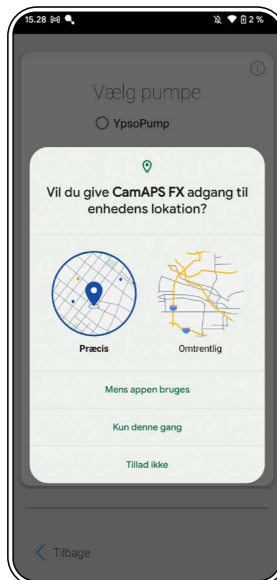 15.28 2 %
Vælg pumpe
YpsoPump
Vil du give CamAPS FX adgang til
enhedens lokation?
Præcis Omtrentlig
Mens appen bruges
Kun denne gang
Tillad ikke
Tilbage